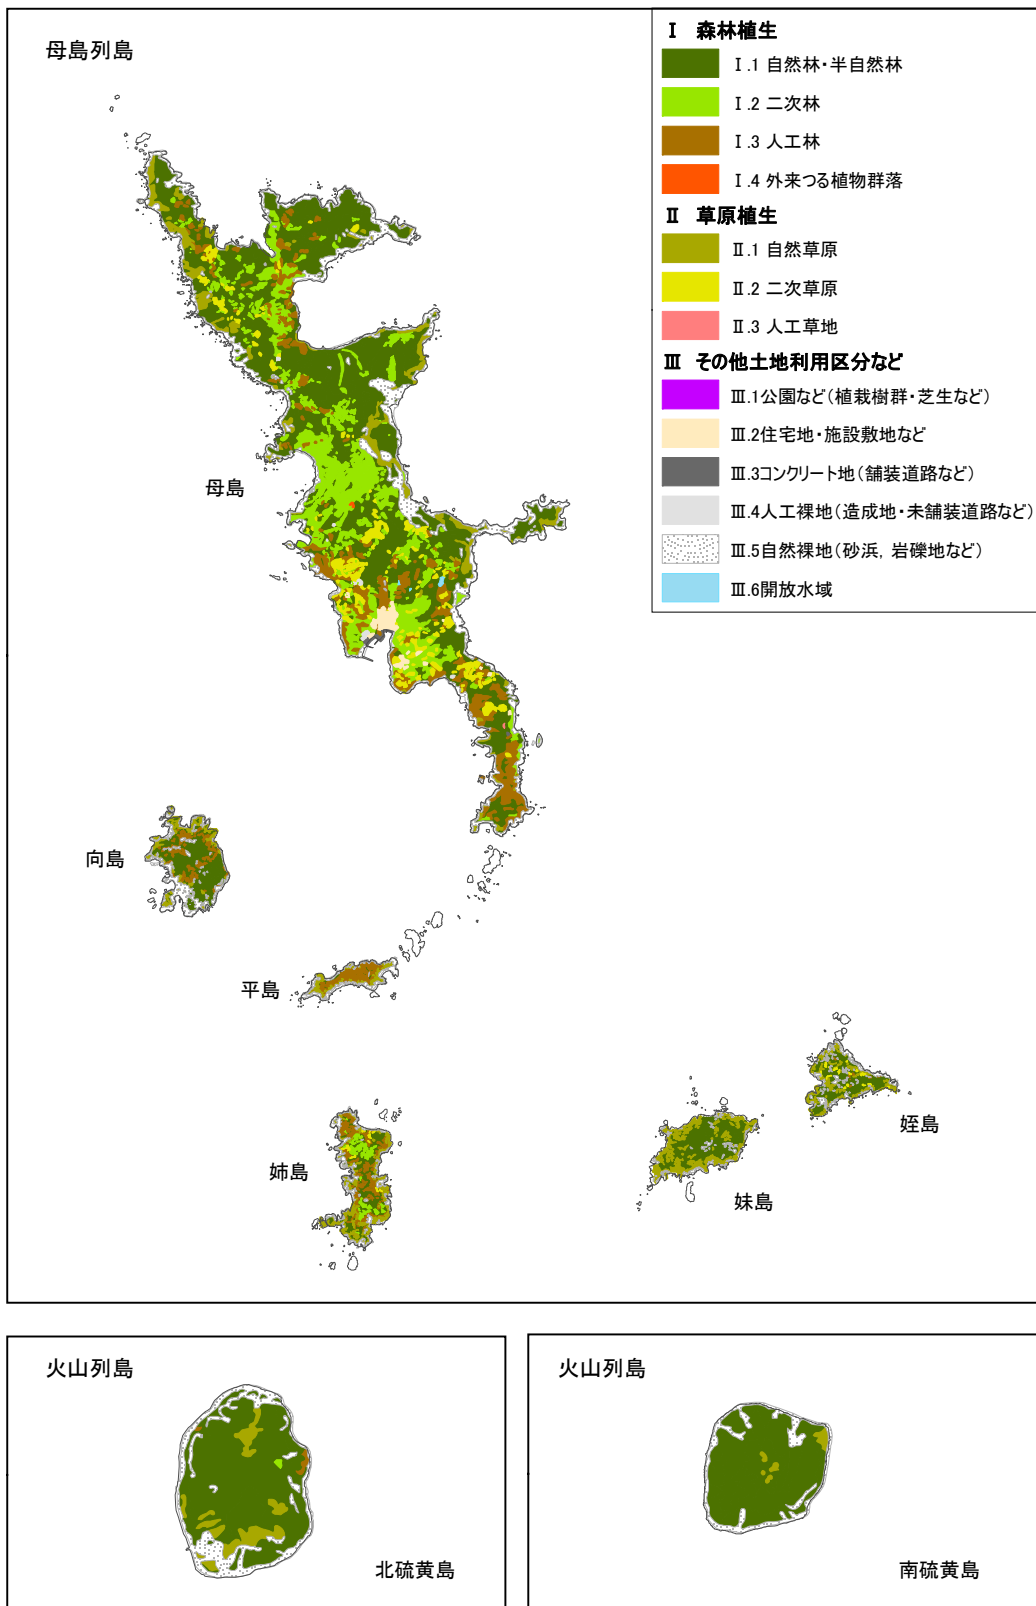 母島列島
Ⅰ 森林植生
Ⅰ.1 自然林・半自然林
Ⅰ.2 二次林
Ⅰ.3 人工林
Ⅰ.4 外来つる植物群落
Ⅱ 草原植生
Ⅱ.1 自然草原
Ⅱ.2 二次草原
Ⅱ.3 人工草地
Ⅲ その他土地利用区分など
Ⅲ.1公園など(植栽樹群・芝生など)
Ⅲ.2住宅地・施設敷地など
Ⅲ.3コンクリート地(舗装道路など)
Ⅲ.4人工裸地(造成地・未舗装道路など)
Ⅲ.5自然裸地(砂浜, 岩礫地など)
Ⅲ.6開放水域
母島
向島
平島
姉島
妹島
姪島
火山列島
北硫黄島
火山列島
南硫黄島